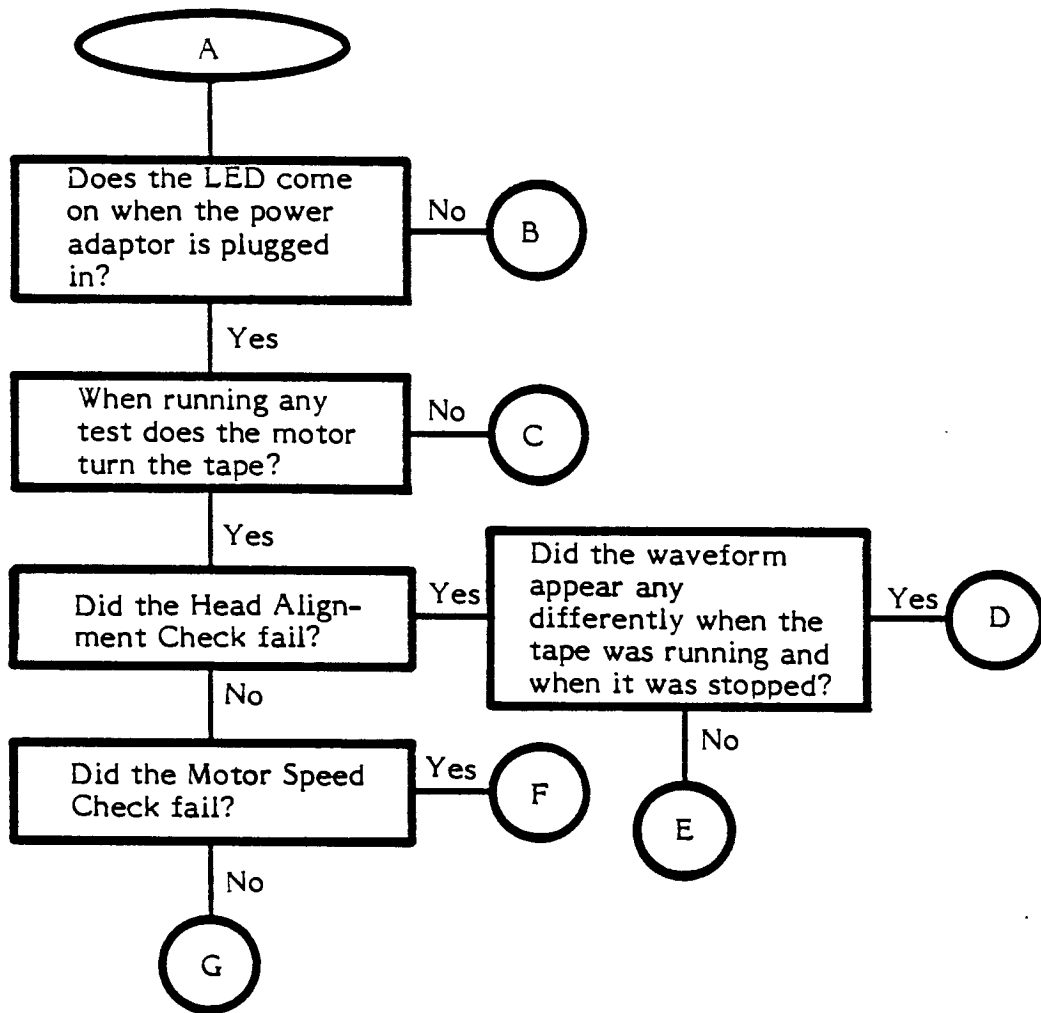 A
Does the LED come
on when the power
adaptor is plugged
in?
No
B
Yes
When running any
test does the motor
turn the tape?
No
C
Yes
Did the Head Align-
ment Check fail?
Yes
Did the waveform
appear any
differently when the
tape was running and
when it was stopped?
Yes
D
No
E
No
Did the Motor Speed
Check fail?
Yes
F
No
G